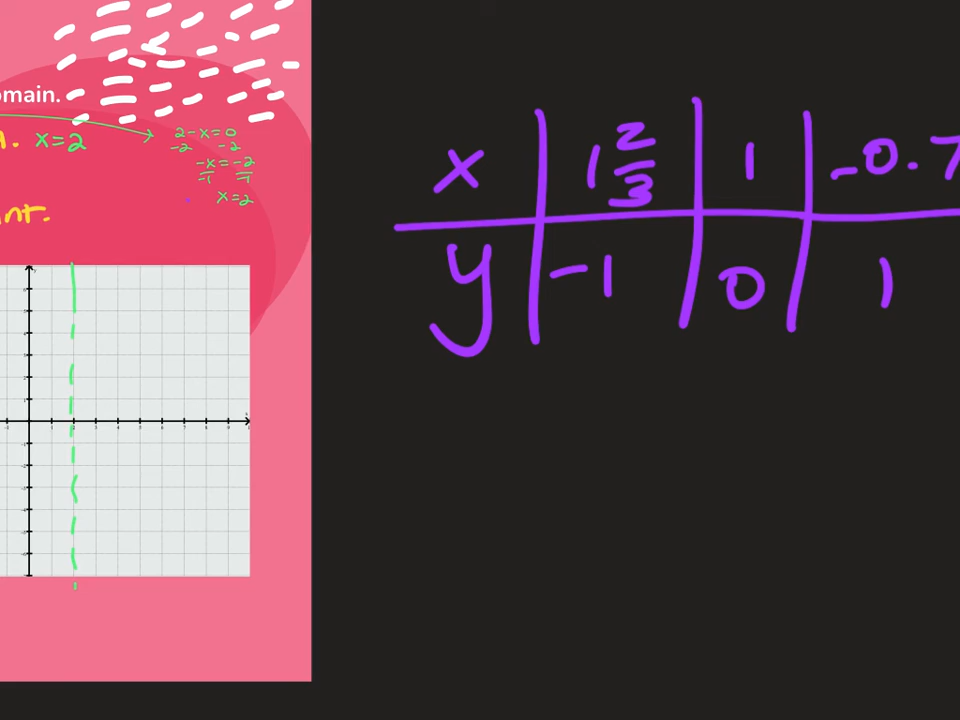 omain.
x=2
2-x=0
-2 -2
-x = -2
-1 -1
x=2
nt.
x | 1 2/3 | 1 | -0.7
y | -1 | 0 | 1